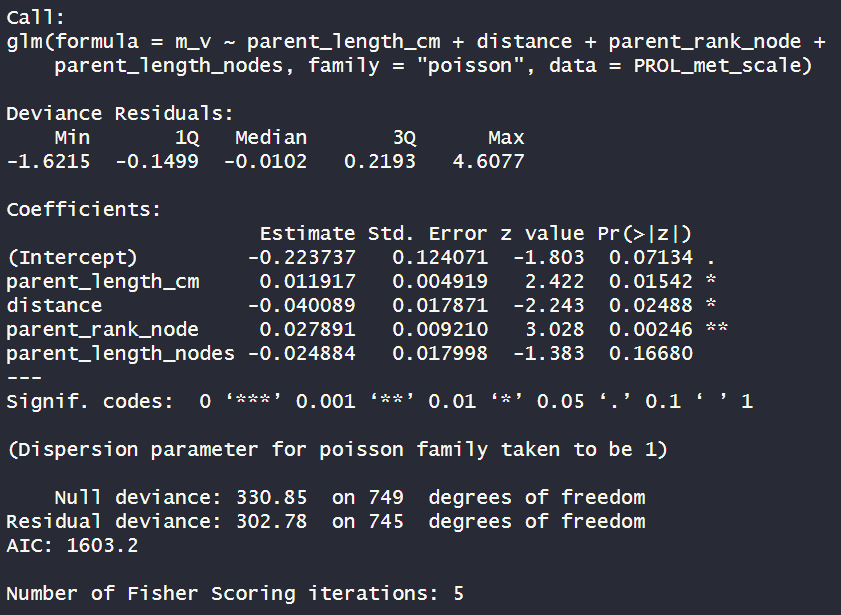 Call:
glm(formula = m_v ~ parent_length_cm + distance + parent_rank_node +
    parent_length_nodes, family = "poisson", data = PROL_met_scale)

Deviance Residuals:
    Min       1Q   Median       3Q      Max
-1.6215  -0.1499  -0.0102   0.2193   4.6077

Coefficients:
                     Estimate Std. Error z value Pr(>|z|)
(Intercept)         -0.223737   0.124071  -1.803  0.07134 .
parent_length_cm     0.011917   0.004919   2.422  0.01542 *
distance            -0.040089   0.017871  -2.243  0.02488 *
parent_rank_node     0.027891   0.009210   3.028  0.00246 **
parent_length_nodes -0.024884   0.017998  -1.383  0.16680
---
Signif. codes:  0 ‘***’ 0.001 ‘**’ 0.01 ‘*’ 0.05 ‘.’ 0.1 ‘ ’ 1

(Dispersion parameter for poisson family taken to be 1)

    Null deviance: 330.85  on 749  degrees of freedom
Residual deviance: 302.78  on 745  degrees of freedom
AIC: 1603.2

Number of Fisher Scoring iterations: 5